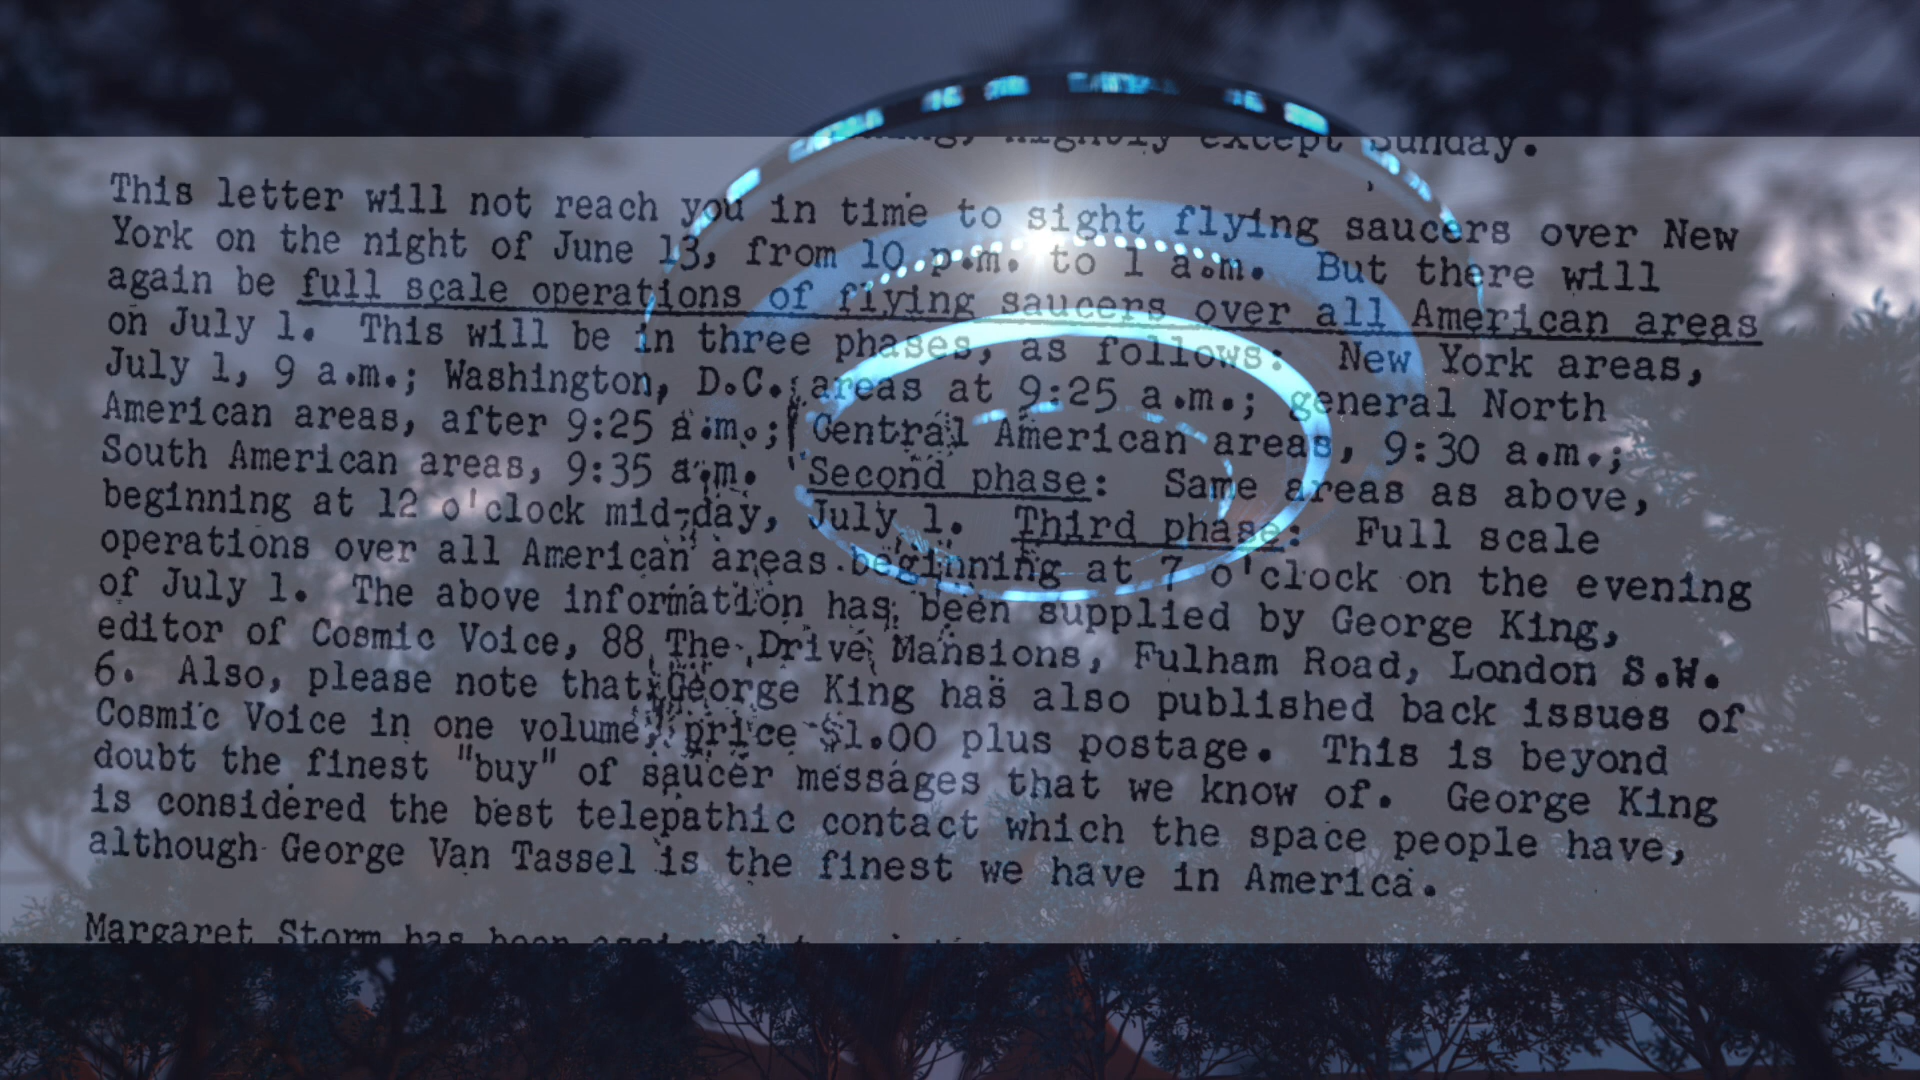 nightly except Sunday.
This letter will not reach you in time to sight flying saucers over New
York on the night of June 13, from 10 p.m. to 1 a.m. But there will
again be full scale operations of flying saucers over all American areas
on July 1. This will be in three phases, as follows: New York areas,
July 1, 9 a.m.; Washington, D.C. areas at 9:25 a.m.; general North
American areas, after 9:25 a.m.; Central American areas, 9:30 a.m.;
South American areas, 9:35 a.m. Second phase: Same areas as above,
beginning at 12 o'clock mid-day, July 1. Third phase: Full scale
operations over all American areas beginning at 7 o'clock on the evening
of July 1. The above information has been supplied by George King,
editor of Cosmic Voice, 88 The Drive Mansions, Fulham Road, London S.W.
6. Also, please note that George King has also published back issues of
Cosmic Voice in one volume, price $1.00 plus postage. This is beyond
doubt the finest "buy" of saucer messages that we know of. George King
is considered the best telepathic contact which the space people have,
although George Van Tassel is the finest we have in America.
Margaret Storm has been assigned